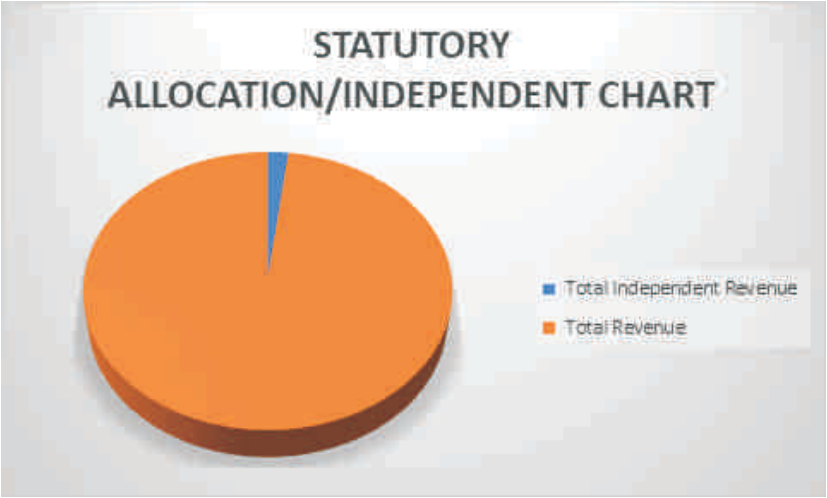 STATUTORY
ALLOCATION/INDEPENDENT CHART
Total Independent Revenue
Total Revenue